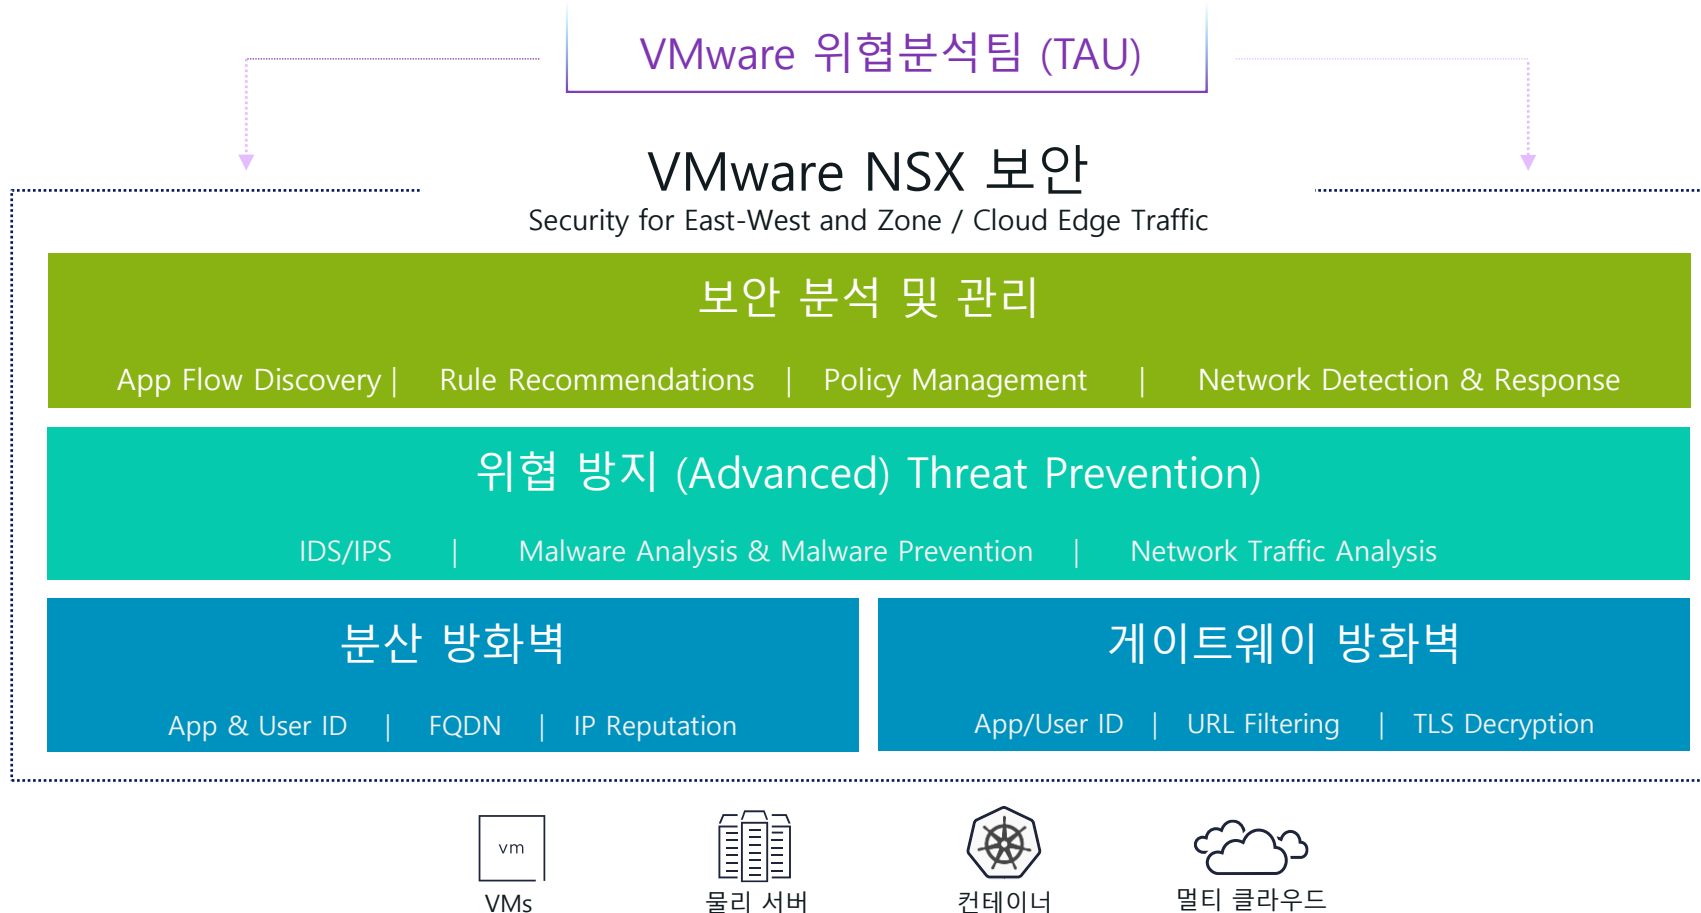 VMware 위협분석팀 (TAU)
VMware NSX 보안
Security for East-West and Zone / Cloud Edge Traffic
보안 분석 및 관리
App Flow Discovery | Rule Recommendations | Policy Management | Network Detection & Response
위협 방지 (Advanced) Threat Prevention)
IDS/IPS | Malware Analysis & Malware Prevention | Network Traffic Analysis
분산 방화벽
App & User ID | FQDN | IP Reputation
게이트웨이 방화벽
App/User ID | URL Filtering | TLS Decryption
vm
VMs
물리 서버
컨테이너
멀티 클라우드